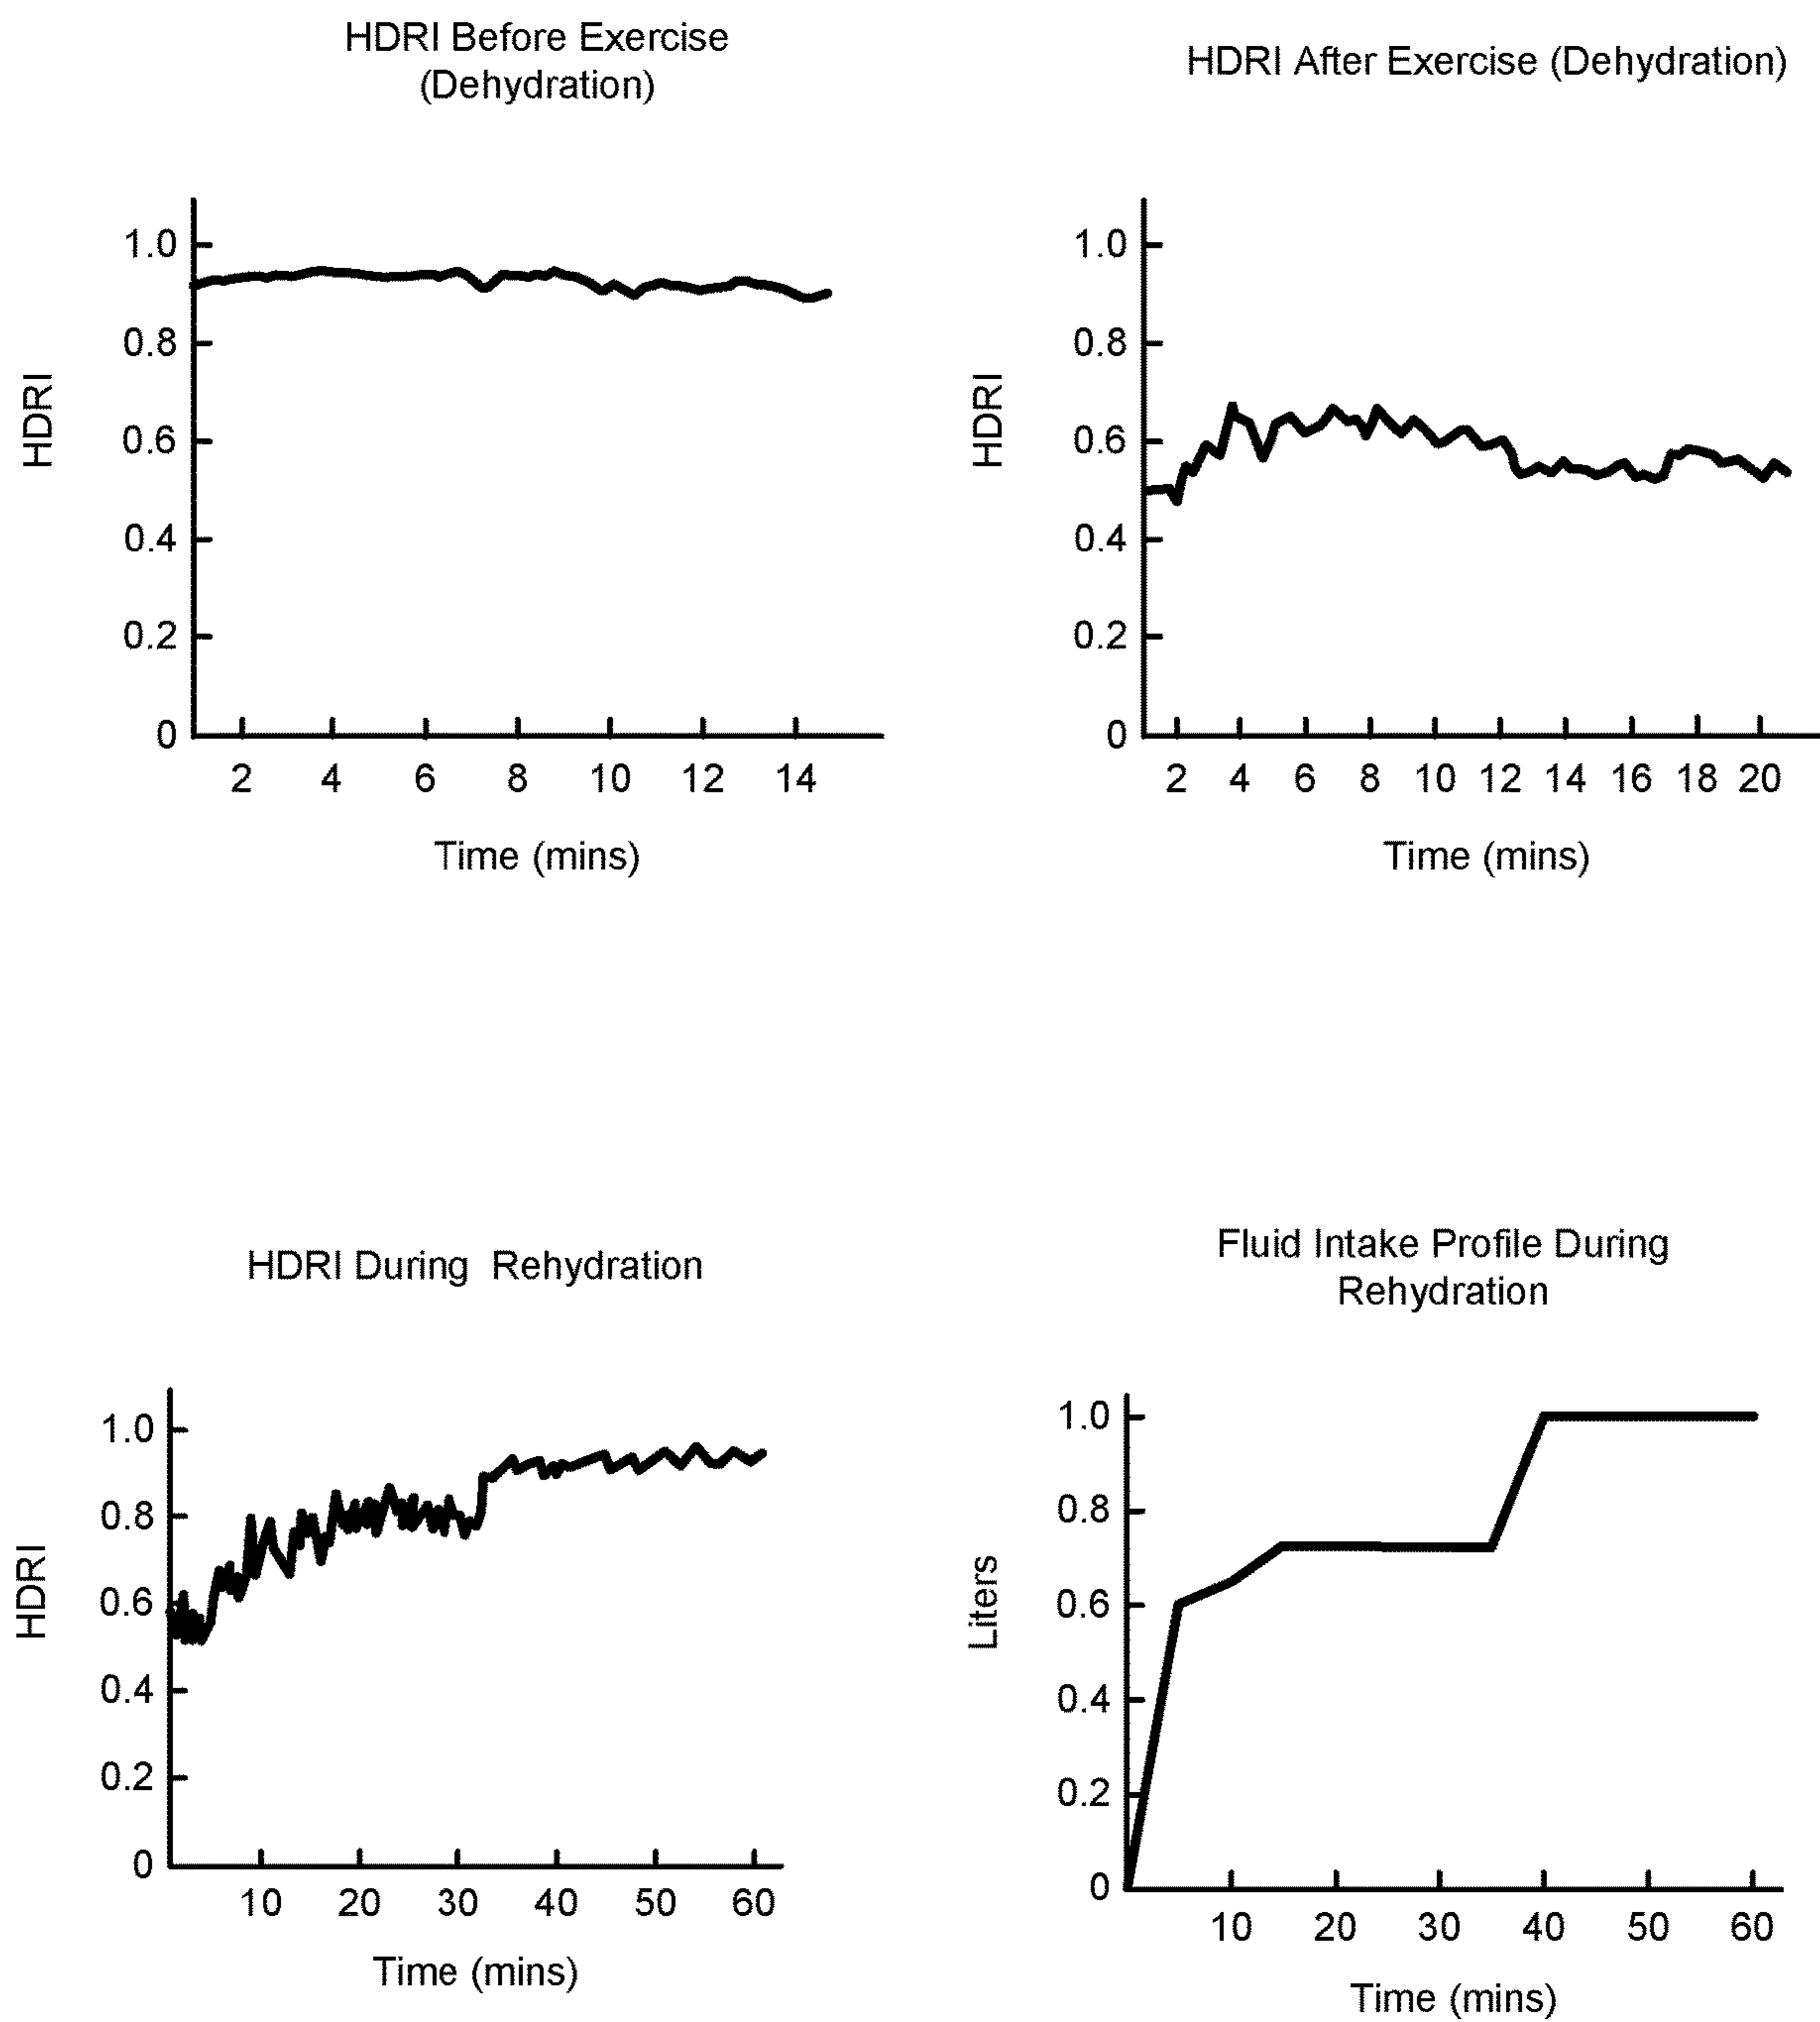 HDRI Before Exercise
(Dehydration)
1.0
0.8
0.6
0.4
0.2
0
HDRI
2 4 6 8 10 12 14
Time (mins)
HDRI After Exercise (Dehydration)
1.0
0.8
0.6
0.4
0.2
0
HDRI
2 4 6 8 10 12 14 16 18 20
Time (mins)
HDRI During Rehydration
1.0
0.8
0.6
0.4
0.2
0
HDRI
10 20 30 40 50 60
Time (mins)
Fluid Intake Profile During
Rehydration
1.0
0.8
0.6
0.4
0.2
0
Liters
10 20 30 40 50 60
Time (mins)